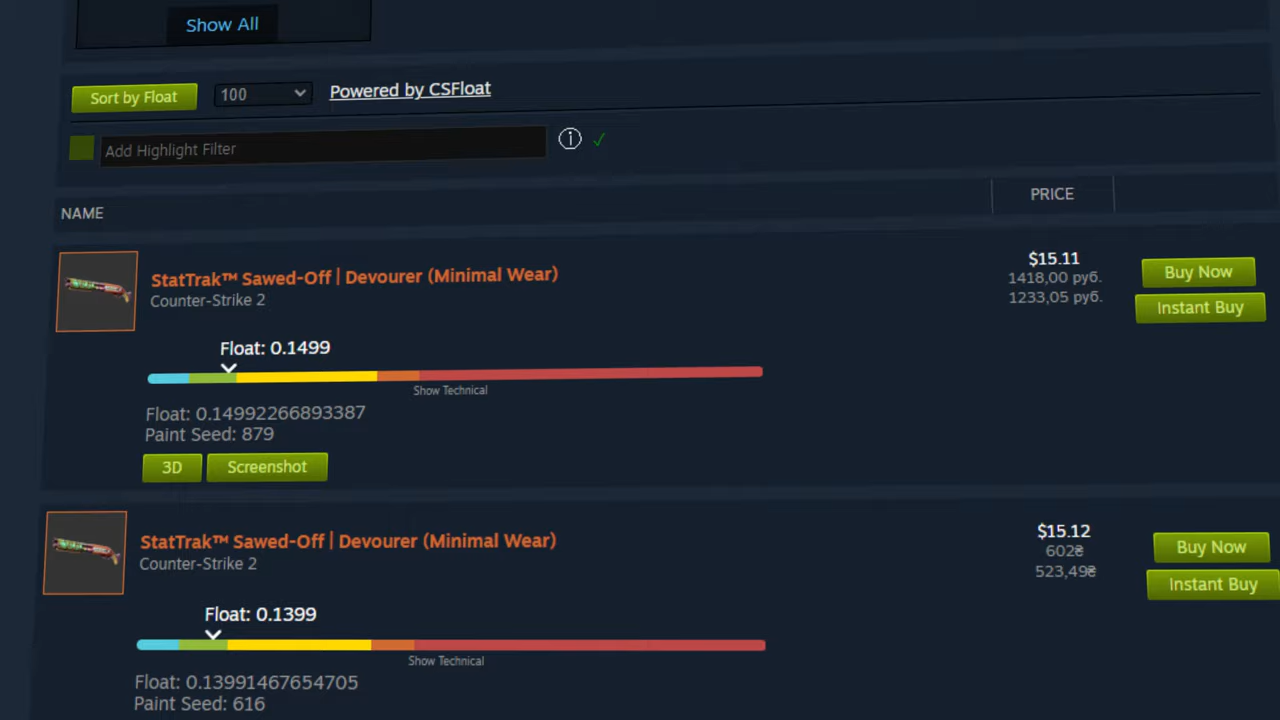 Show All
Sort by Float
100
Powered by CSFloat
Add Highlight Filter
NAME
PRICE
StatTrak™ Sawed-Off | Devourer (Minimal Wear)
Counter-Strike 2
$15.11
1418,00 pуб.
1233,05 pуб.
Buy Now
Instant Buy
Float: 0.1499
Show Technical
Float: 0.14992266893387
Paint Seed: 879
3D
Screenshot
StatTrak™ Sawed-Off | Devourer (Minimal Wear)
Counter-Strike 2
$15.12
602₴
523,49₴
Buy Now
Instant Buy
Float: 0.1399
Show Technical
Float: 0.13991467654705
Paint Seed: 616